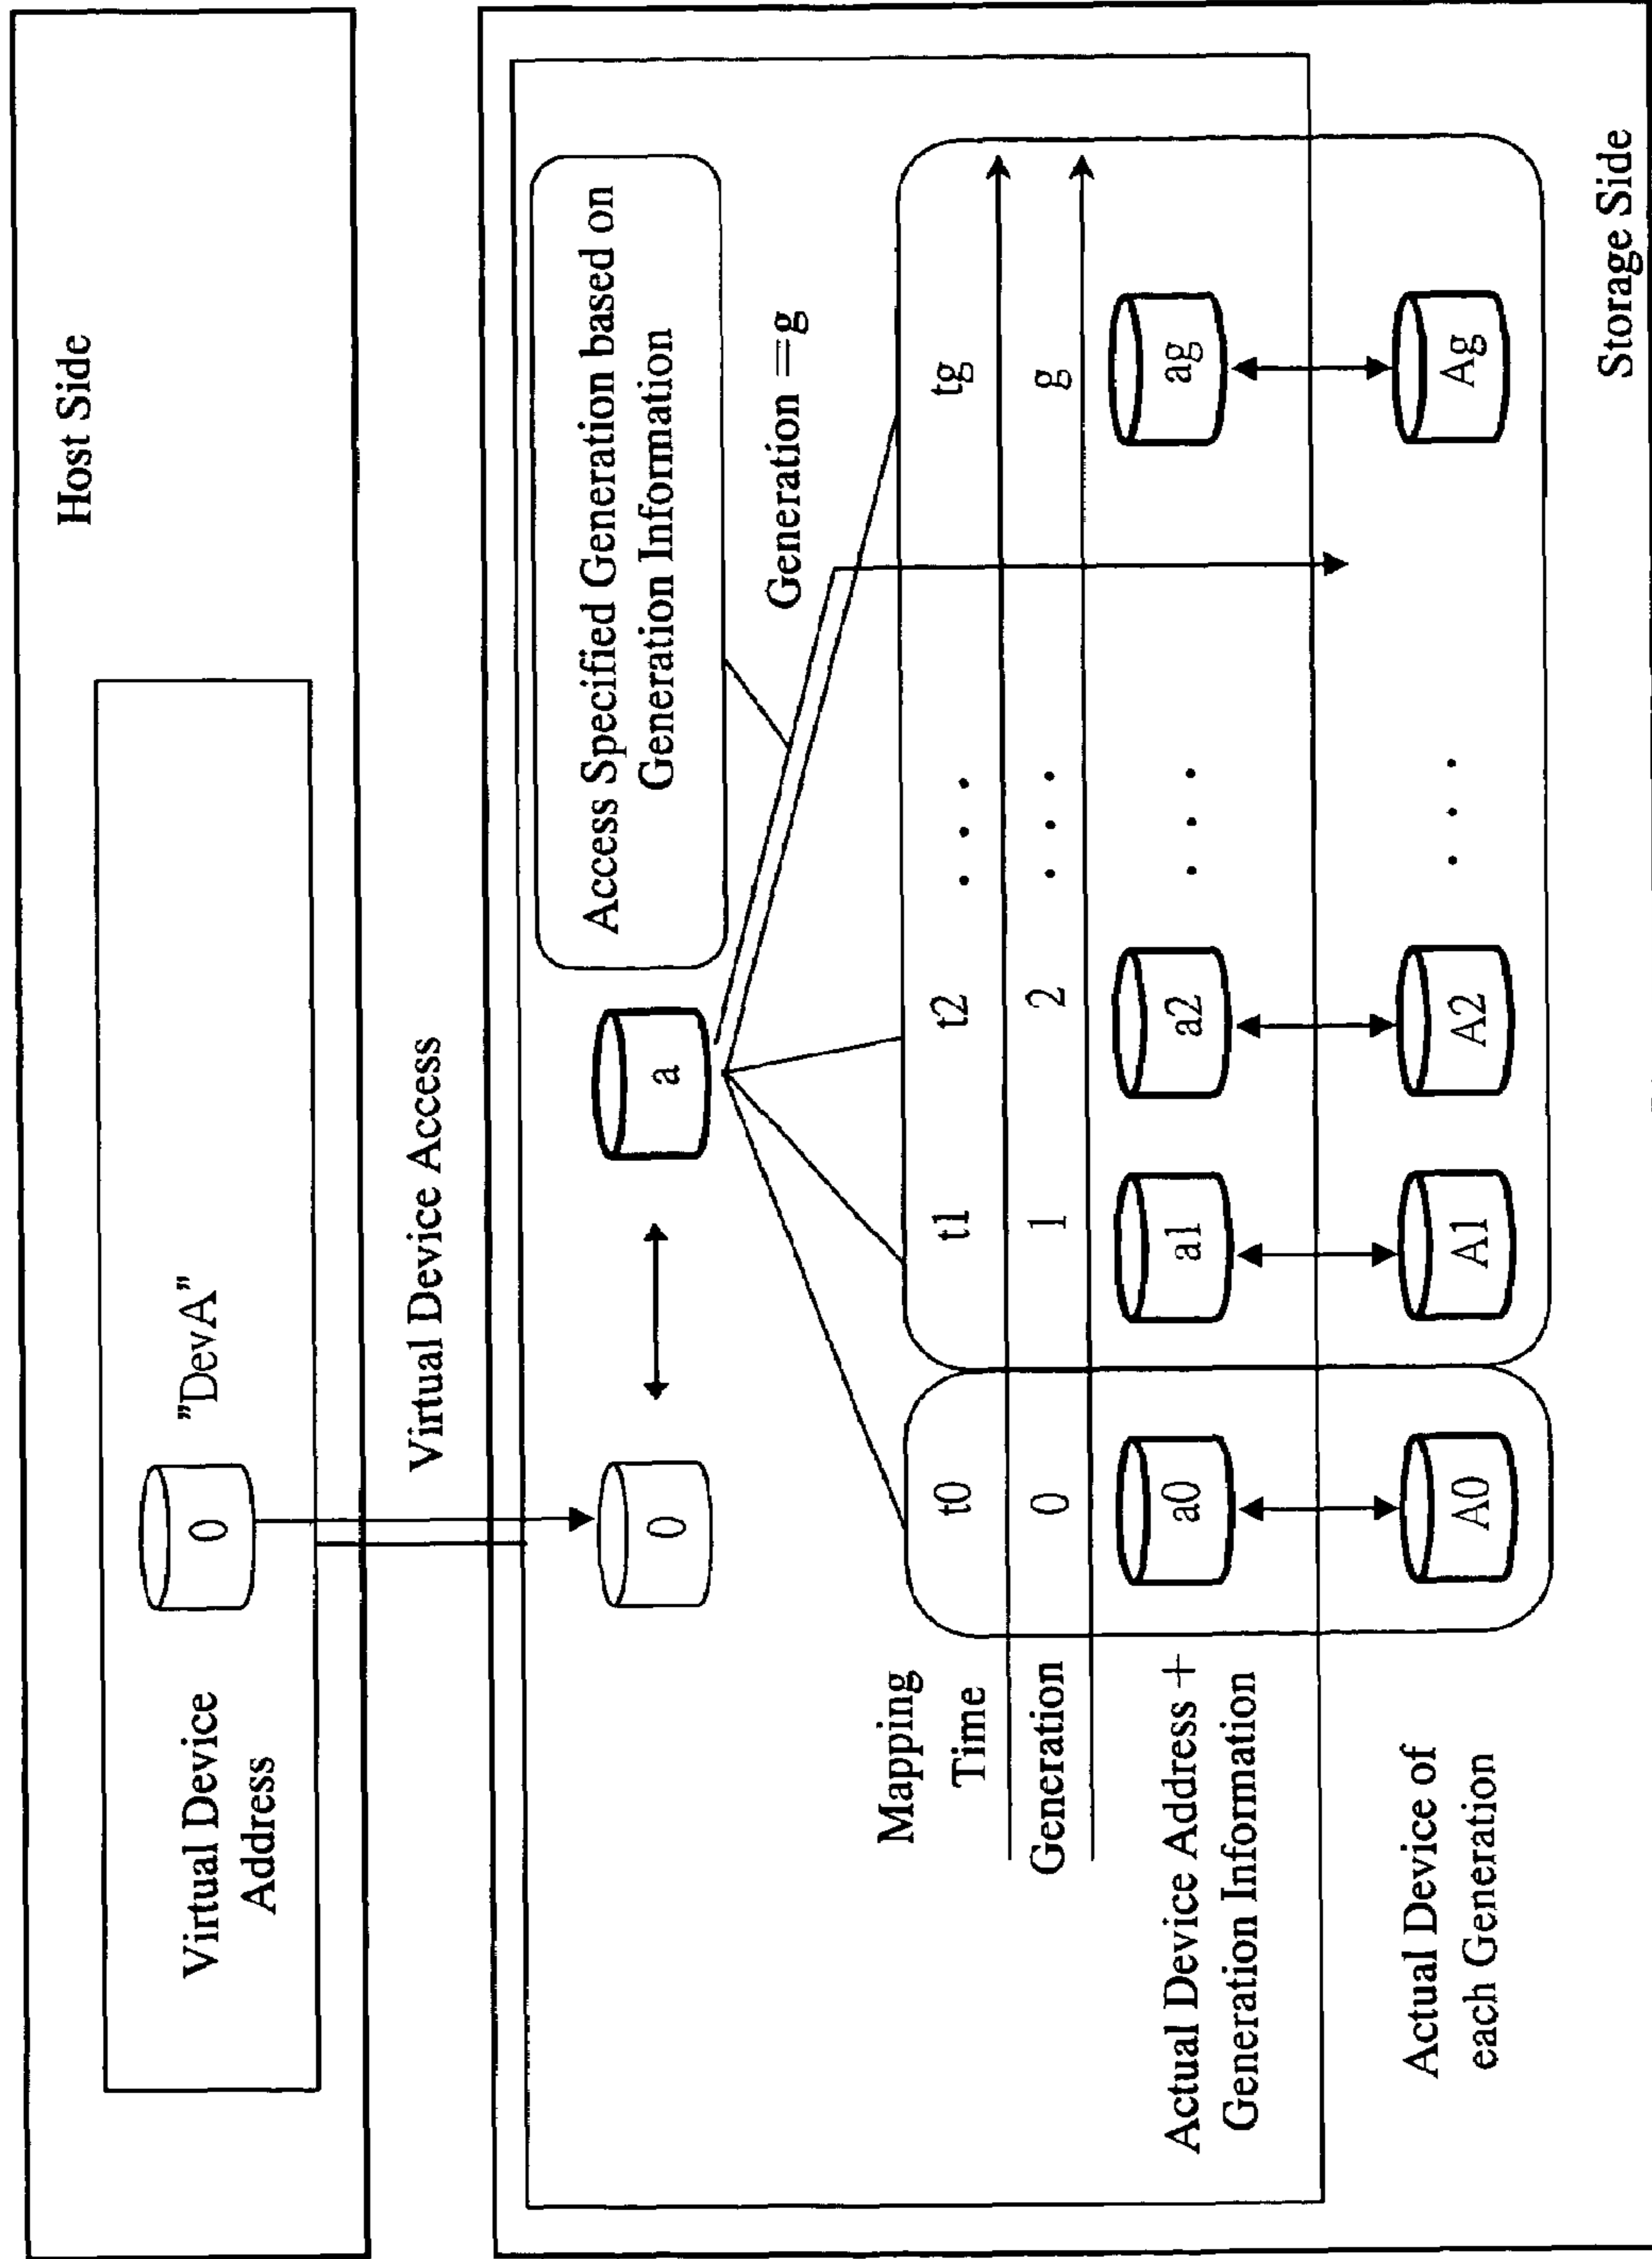 Host Side
"DevA"
0
Virtual Device
Address
Virtual Device Access
Access Specified Generation based on
Generation Information
0
a
Generation =g
Mapping
Time
t0 t1 t2 . . . tg
Generation
0 1 2 . . . g
Actual Device Address +
Generation Information
a0 a1 a2 . . . ag
Actual Device of
each Generation
A0 A1 A2 . . . Ag
Storage Side